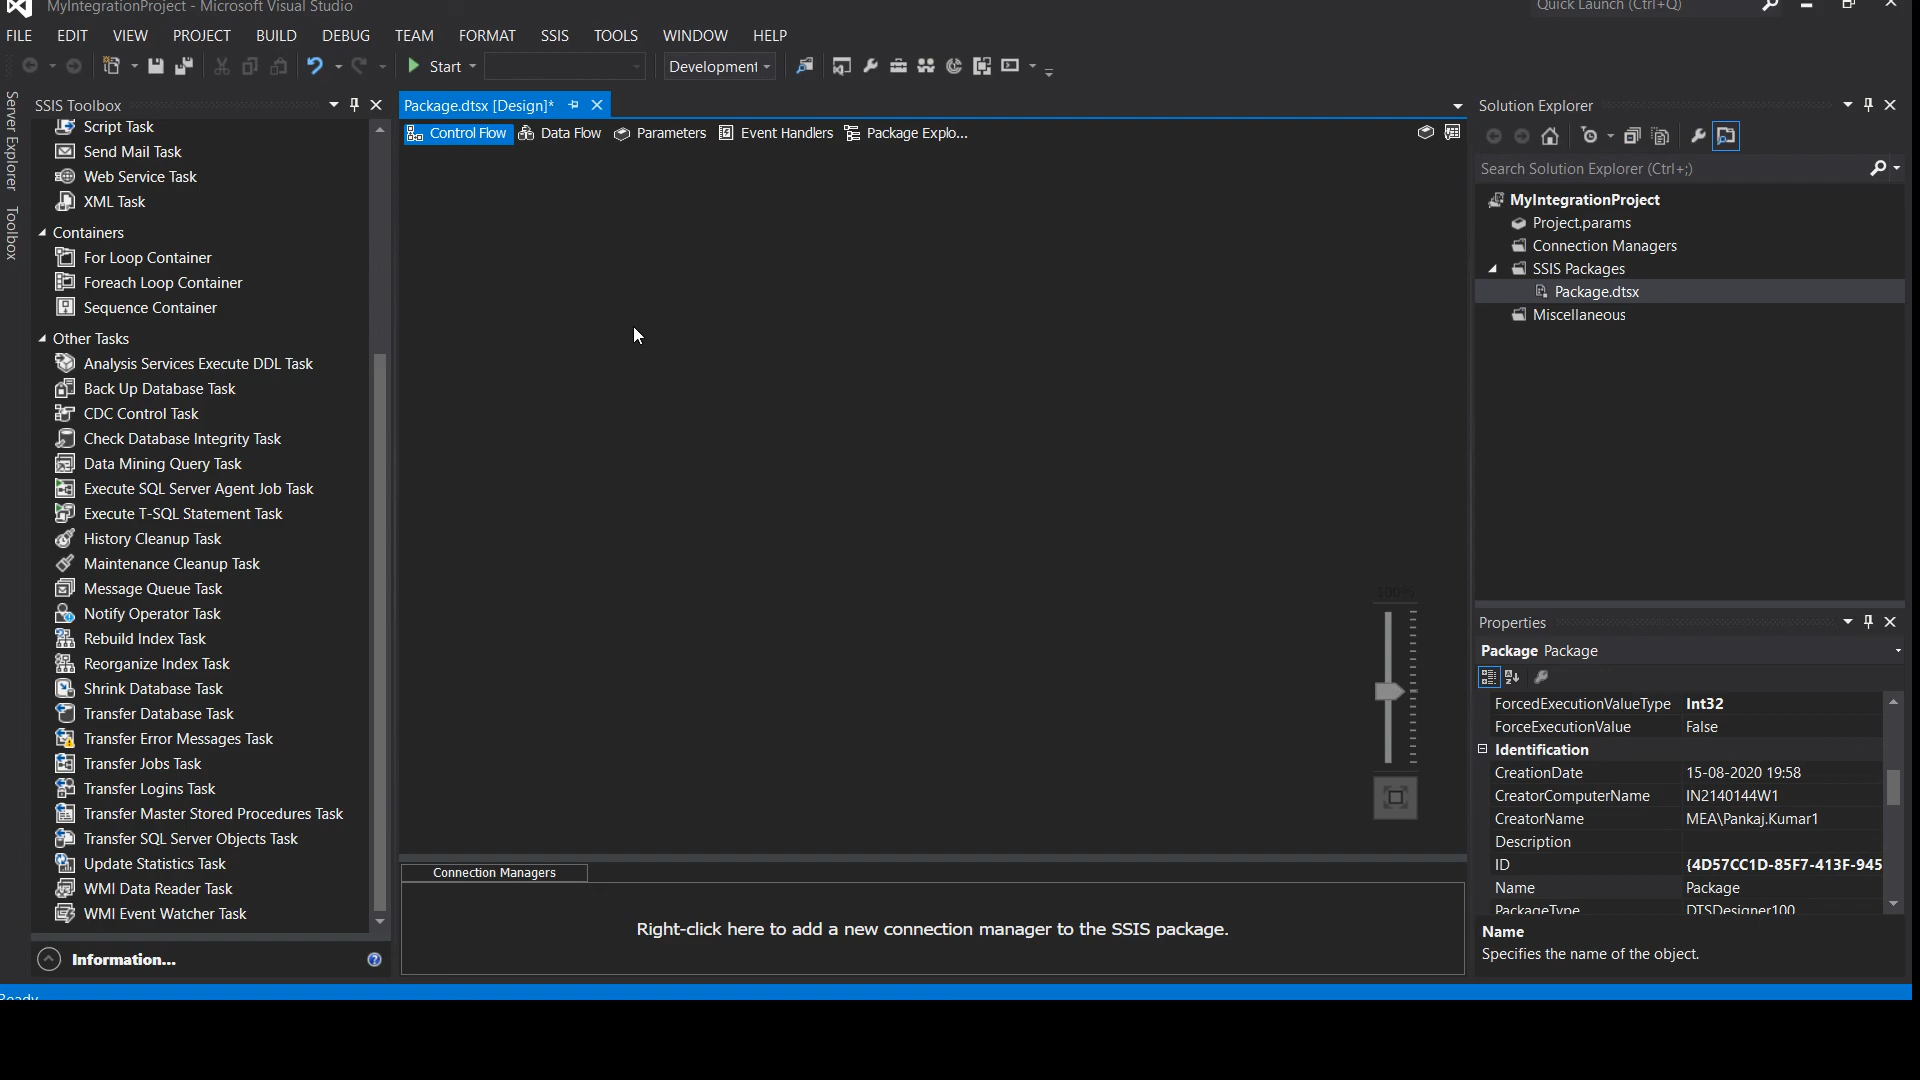 MyIntegrationProject - Microsoft Visual Studio
Quick Launch (Ctrl+Q)
FILE EDIT VIEW PROJECT BUILD DEBUG TEAM FORMAT SSIS TOOLS WINDOW HELP
Start
Development
Server Explorer
Toolbox
SSIS Toolbox
Script Task
Send Mail Task
Web Service Task
XML Task
Containers
For Loop Container
Foreach Loop Container
Sequence Container
Other Tasks
Analysis Services Execute DDL Task
Back Up Database Task
CDC Control Task
Check Database Integrity Task
Data Mining Query Task
Execute SQL Server Agent Job Task
Execute T-SQL Statement Task
History Cleanup Task
Maintenance Cleanup Task
Message Queue Task
Notify Operator Task
Rebuild Index Task
Reorganize Index Task
Shrink Database Task
Transfer Database Task
Transfer Error Messages Task
Transfer Jobs Task
Transfer Logins Task
Transfer Master Stored Procedures Task
Transfer SQL Server Objects Task
Update Statistics Task
WMI Data Reader Task
WMI Event Watcher Task
Information...
Package.dtsx [Design]*
Control Flow Data Flow Parameters Event Handlers Package Explo...
100%
Connection Managers
Right-click here to add a new connection manager to the SSIS package.
Solution Explorer
Search Solution Explorer (Ctrl+;)
MyIntegrationProject
Project.params
Connection Managers
SSIS Packages
Package.dtsx
Miscellaneous
Properties
Package Package
ForcedExecutionValueType Int32
ForceExecutionValue False
Identification
CreationDate 15-08-2020 19:58
CreatorComputerName IN2140144W1
CreatorName MEA\Pankaj.Kumar1
Description
ID {4D57CC1D-85F7-413F-945
Name Package
PackageType DTSDesigner100
Name
Specifies the name of the object.
Ready